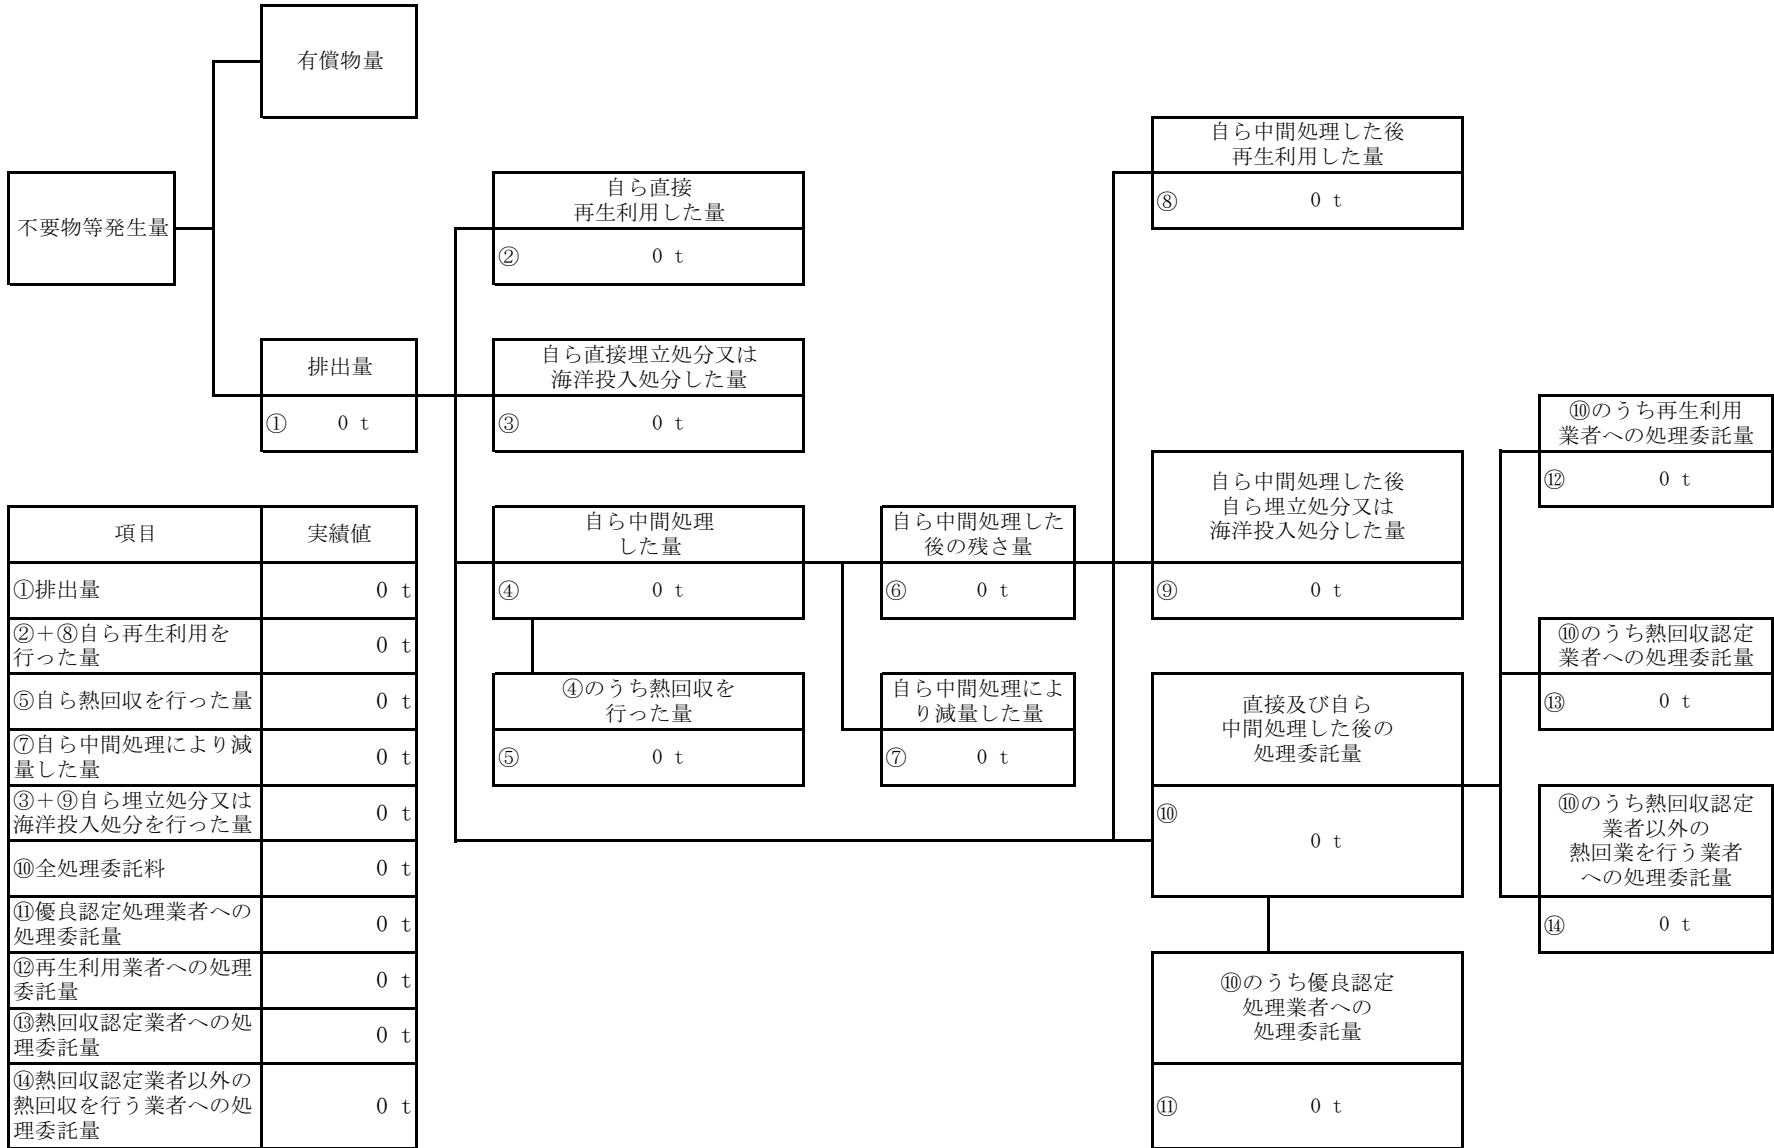 有償物量
不要物等発生量
排出量
① 0 t
自ら直接
再生利用した量
② 0 t
自ら直接埋立処分又は
海洋投入処分した量
③ 0 t
自ら中間処理
した量
④ 0 t
④のうち熱回収を
行った量
⑤ 0 t
自ら中間処理した
後の残さ量
⑥ 0 t
自ら中間処理によ
り減量した量
⑦ 0 t
自ら中間処理した後
再生利用した量
⑧ 0 t
自ら中間処理した後
自ら埋立処分又は
海洋投入処分した量
⑨ 0 t
直接及び自ら
中間処理した後の
処理委託量
⑩
0 t
⑩のうち優良認定
処理業者への
処理委託量
⑪ 0 t
⑩のうち再生利用
業者への処理委託量
⑫ 0 t
⑩のうち熱回収認定
業者への処理委託量
⑬ 0 t
⑩のうち熱回収認定
業者以外の
熱回業を行う業者
への処理委託量
⑭ 0 t
項目 実績値
①排出量 0 t
②＋⑧自ら再生利用を
行った量 0 t
⑤自ら熱回収を行った量 0 t
⑦自ら中間処理により減
量した量 0 t
③＋⑨自ら埋立処分又は
海洋投入処分を行った量 0 t
⑩全処理委託料 0 t
⑪優良認定処理業者への
処理委託量 0 t
⑫再生利用業者への処理
委託量 0 t
⑬熱回収認定業者への処
理委託量 0 t
⑭熱回収認定業者以外の
熱回収を行う業者への処
理委託量 0 t